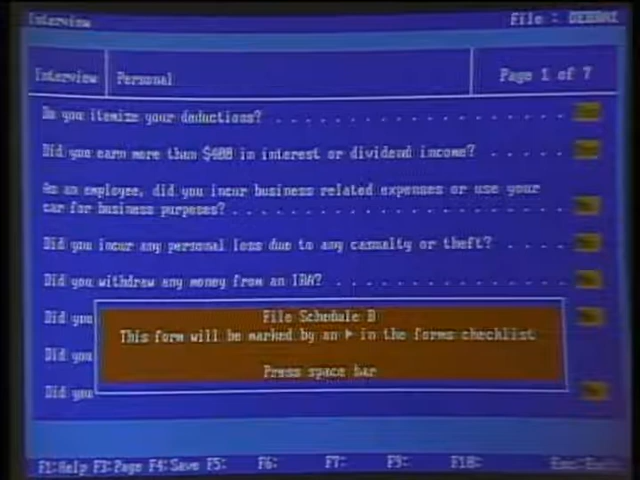 Interview File :
Interview Personal Page 1 of 7
Do you itemize your deductions? . . . . . . . . . . . . . . . . . .
Did you earn more than $400 in interest or dividend income? . . . . .
As an employee, did you incur business related expenses or use your
car for business purposes? . . . . . . . . . . . . . . . . . . . .
Did you incur any personal loss due to any casualty or theft? . . . .
Did you withdraw any money from an IRA? . . . . . . . . . . . . . .
Did you
File Schedule B
This form will be marked by an ▶ in the forms checklist
Did you
Press space bar
Did you
F1:Help F3:Page F4:Save F5: F6: F7: F9: F10: